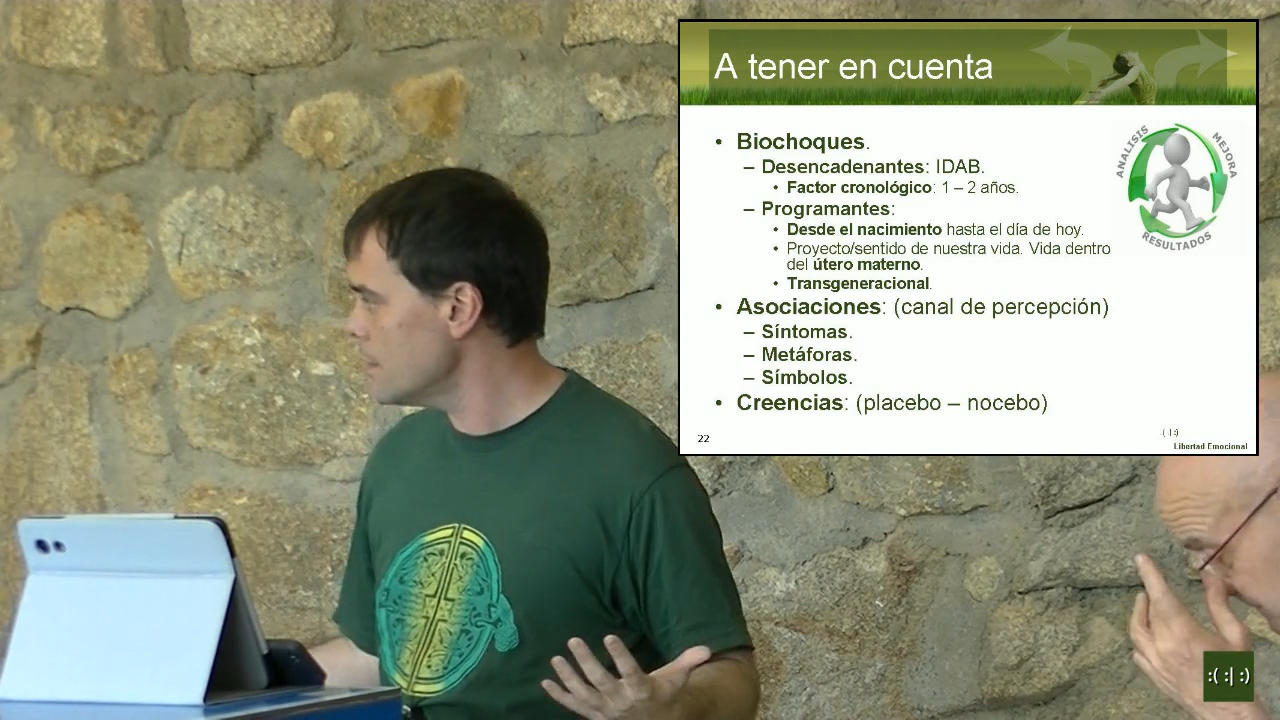 A tener en cuenta
• Biochoques.
– Desencadenantes: IDAB.
• Factor cronológico: 1 – 2 años.
– Programantes:
• Desde el nacimiento hasta el día de hoy.
• Proyecto/sentido de nuestra vida. Vida dentro
del útero materno.
• Transgeneracional.
• Asociaciones: (canal de percepción)
– Síntomas.
– Metáforas.
– Símbolos.
• Creencias: (placebo – nocebo)
ANALISIS
MEJORA
RESULTADOS
22
(·|:)
Libertad Emocional
:( :| :)